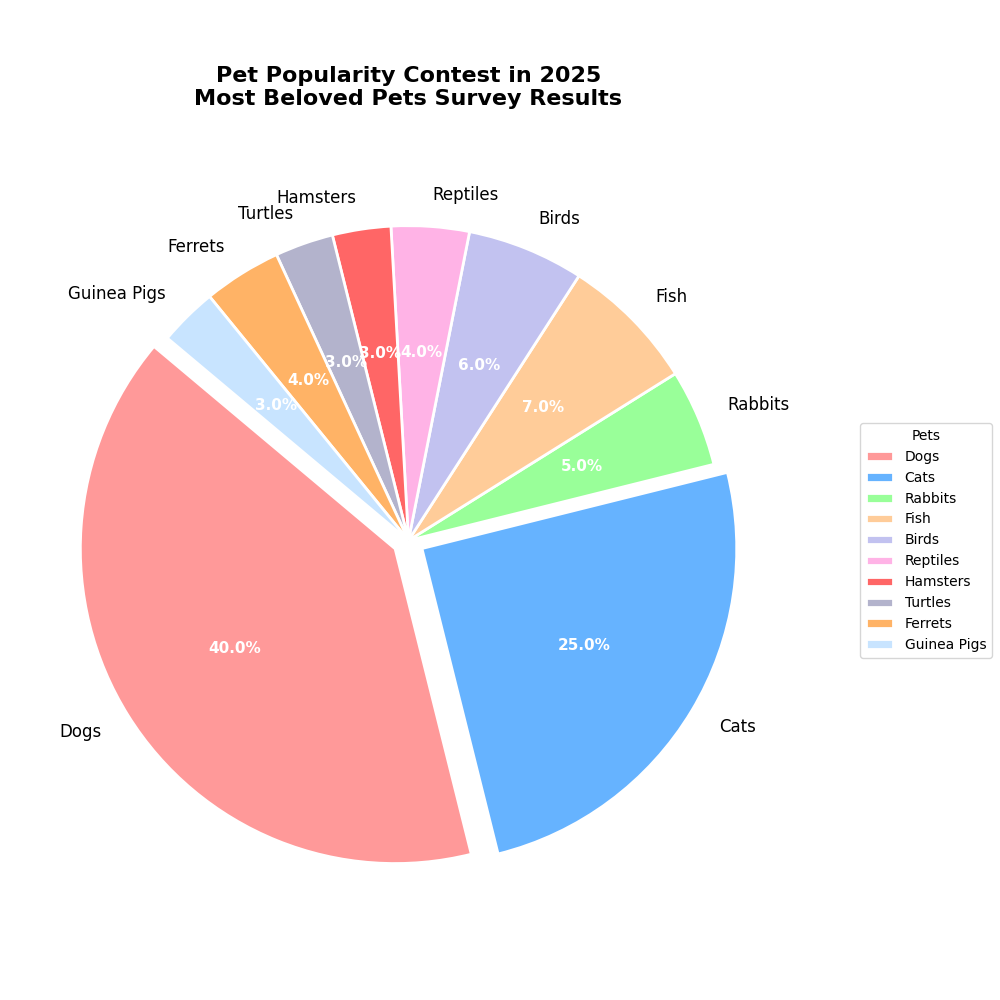 Pet Popularity Contest in 2025
Most Beloved Pets Survey Results
Hamsters
Reptiles
Turtles
Birds
Ferrets
Guinea Pigs
Fish
Rabbits
Dogs
Cats
3.0%
4.0%
3.0%
3.0%
4.0%
6.0%
7.0%
5.0%
40.0%
25.0%
Pets
Dogs
Cats
Rabbits
Fish
Birds
Reptiles
Hamsters
Turtles
Ferrets
Guinea Pigs